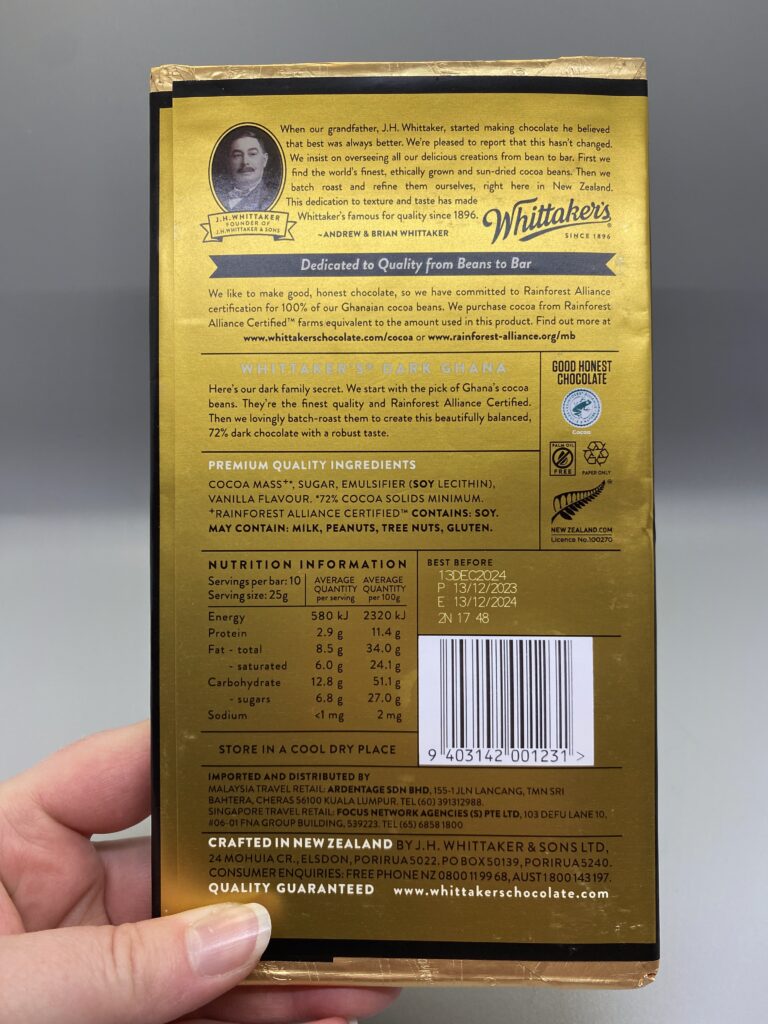 When our grandfather, J.H. Whittaker, started making chocolate he believed
that best was always better. We're pleased to report that this hasn't changed.
We insist on overseeing all our delicious creations from bean to bar. First we
find the world's finest, ethically grown and sun-dried cocoa beans. Then we
batch roast and refine them ourselves, right here in New Zealand.
This dedication to texture and taste has made
Whittaker's famous for quality since 1896.
~ANDREW & BRIAN WHITTAKER
J.H. WHITTAKER
FOUNDER OF
J.H. WHITTAKER & SONS
Whittaker's
SINCE 1896
Dedicated to Quality from Beans to Bar
We like to make good, honest chocolate, so we have committed to Rainforest Alliance
certification for 100% of our Ghanaian cocoa beans. We purchase cocoa from Rainforest
Alliance Certified™ farms equivalent to the amount used in this product. Find out more at
www.whittakerschocolate.com/cocoa or www.rainforest-alliance.org/mb
WHITTAKER'S® DARK GHANA
Here's our dark family secret. We start with the pick of Ghana's cocoa
beans. They're the finest quality and Rainforest Alliance Certified.
Then we lovingly batch-roast them to create this beautifully balanced,
72% dark chocolate with a robust taste.
GOOD HONEST
CHOCOLATE
Cocoa
PALM OIL
FREE
PAPER ONLY
NEWZEALAND.COM
Licence No.100270
PREMIUM QUALITY INGREDIENTS
COCOA MASS⁺*, SUGAR, EMULSIFIER (SOY LECITHIN),
VANILLA FLAVOUR. *72% COCOA SOLIDS MINIMUM.
⁺RAINFOREST ALLIANCE CERTIFIED™ CONTAINS: SOY.
MAY CONTAIN: MILK, PEANUTS, TREE NUTS, GLUTEN.
NUTRITION INFORMATION
Servings per bar: 10
Serving size: 25g
AVERAGE QUANTITY per serving
AVERAGE QUANTITY per 100g
Energy 580 kJ 2320 kJ
Protein 2.9 g 11.4 g
Fat - total 8.5 g 34.0 g
- saturated 6.0 g 24.1 g
Carbohydrate 12.8 g 51.1 g
- sugars 6.8 g 27.0 g
Sodium <1 mg 2 mg
STORE IN A COOL DRY PLACE
BEST BEFORE
13DEC2024
P 13/12/2023
E 13/12/2024
2N 17 48
9 403142 001231 >
IMPORTED AND DISTRIBUTED BY
MALAYSIA TRAVEL RETAIL: ARDENTAGE SDN BHD, 155-1 JLN LANCANG, TMN SRI
BAHTERA, CHERAS 56100 KUALA LUMPUR. TEL (60) 391312988.
SINGAPORE TRAVEL RETAIL: FOCUS NETWORK AGENCIES (S) PTE LTD, 103 DEFU LANE 10,
#06-01 FNA GROUP BUILDING, 539223. TEL (65) 6858 1800
CRAFTED IN NEW ZEALAND BY J.H. WHITTAKER & SONS LTD,
24 MOHUIA CR., ELSDON, PORIRUA 5022. PO BOX 50139, PORIRUA 5240.
CONSUMER ENQUIRIES: FREE PHONE NZ 0800 11 99 68, AUST 1 800 143 197.
QUALITY GUARANTEED www.whittakerschocolate.com